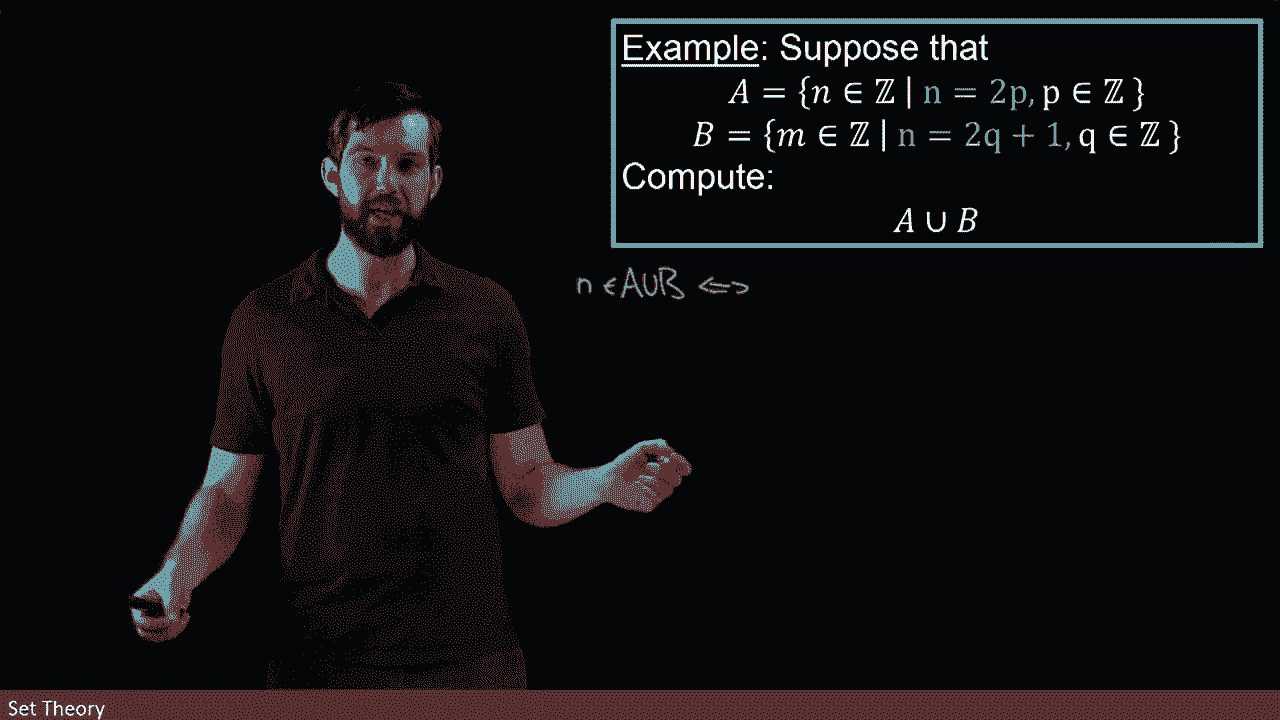 Example: Suppose that
A = {n ∈ ℤ | n = 2p, p ∈ ℤ }
B = {m ∈ ℤ | n = 2q + 1, q ∈ ℤ }
Compute:
A ∪ B
n ∈ A∪B <->
Set Theory